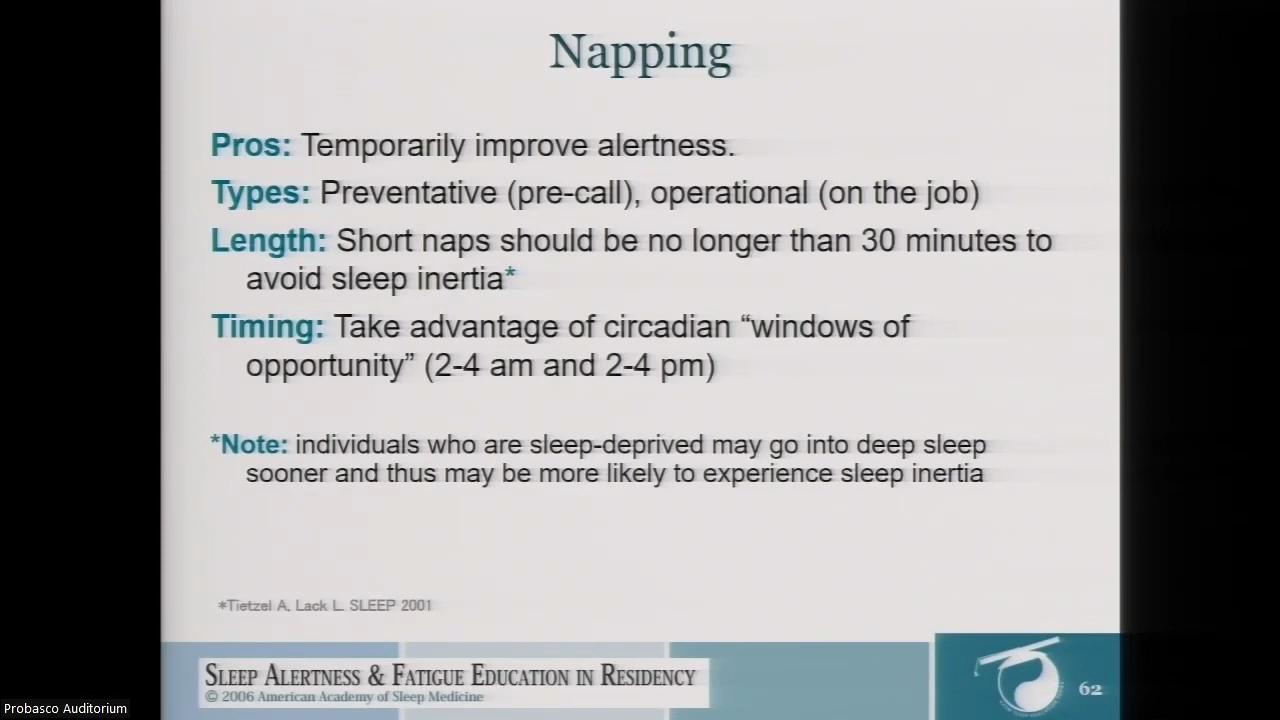 Napping
Pros: Temporarily improve alertness.
Types: Preventative (pre-call), operational (on the job)
Length: Short naps should be no longer than 30 minutes to
avoid sleep inertia*
Timing: Take advantage of circadian “windows of
opportunity” (2-4 am and 2-4 pm)
*Note: individuals who are sleep-deprived may go into deep sleep
sooner and thus may be more likely to experience sleep inertia
*Tietzel A, Lack L. SLEEP 2001
SLEEP ALERTNESS & FATIGUE EDUCATION IN RESIDENCY
© 2006 American Academy of Sleep Medicine
62
Probasco Auditorium